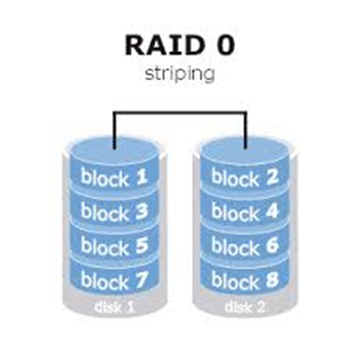 RAID 0
striping
block 1
block 2
block 3
block 4
block 5
block 6
block 7
block 8
disk 1
disk 2